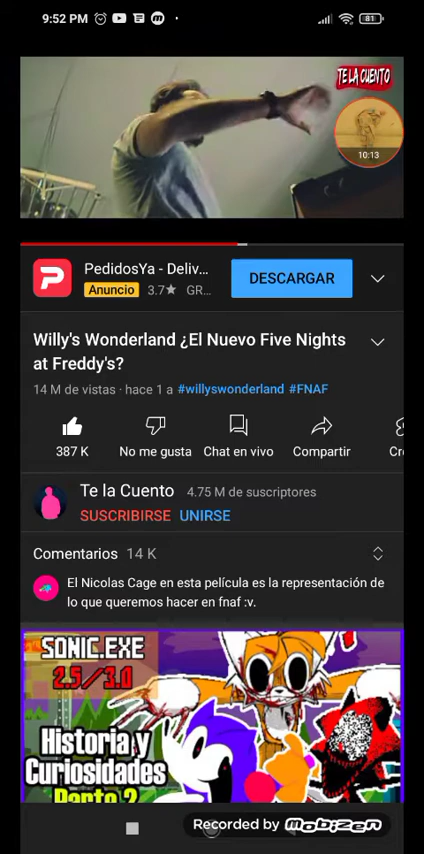 9:52 PM
81
TE LA CUENTO
10:13
PedidosYa - Deliv...
DESCARGAR
Anuncio 3.7★ GR...
Willy's Wonderland ¿El Nuevo Five Nights
at Freddy's?
14 M de vistas · hace 1 a #willyswonderland #FNAF
387 K No me gusta Chat en vivo Compartir Cr
Te la Cuento 4.75 M de suscriptores
SUSCRIBIRSE UNIRSE
Comentarios 14 K
El Nicolas Cage en esta película es la representación de
lo que queremos hacer en fnaf :v.
SONIC.EXE
2.5/3.0
Historia y
Curiosidades
Parte 2
Recorded by mobizen